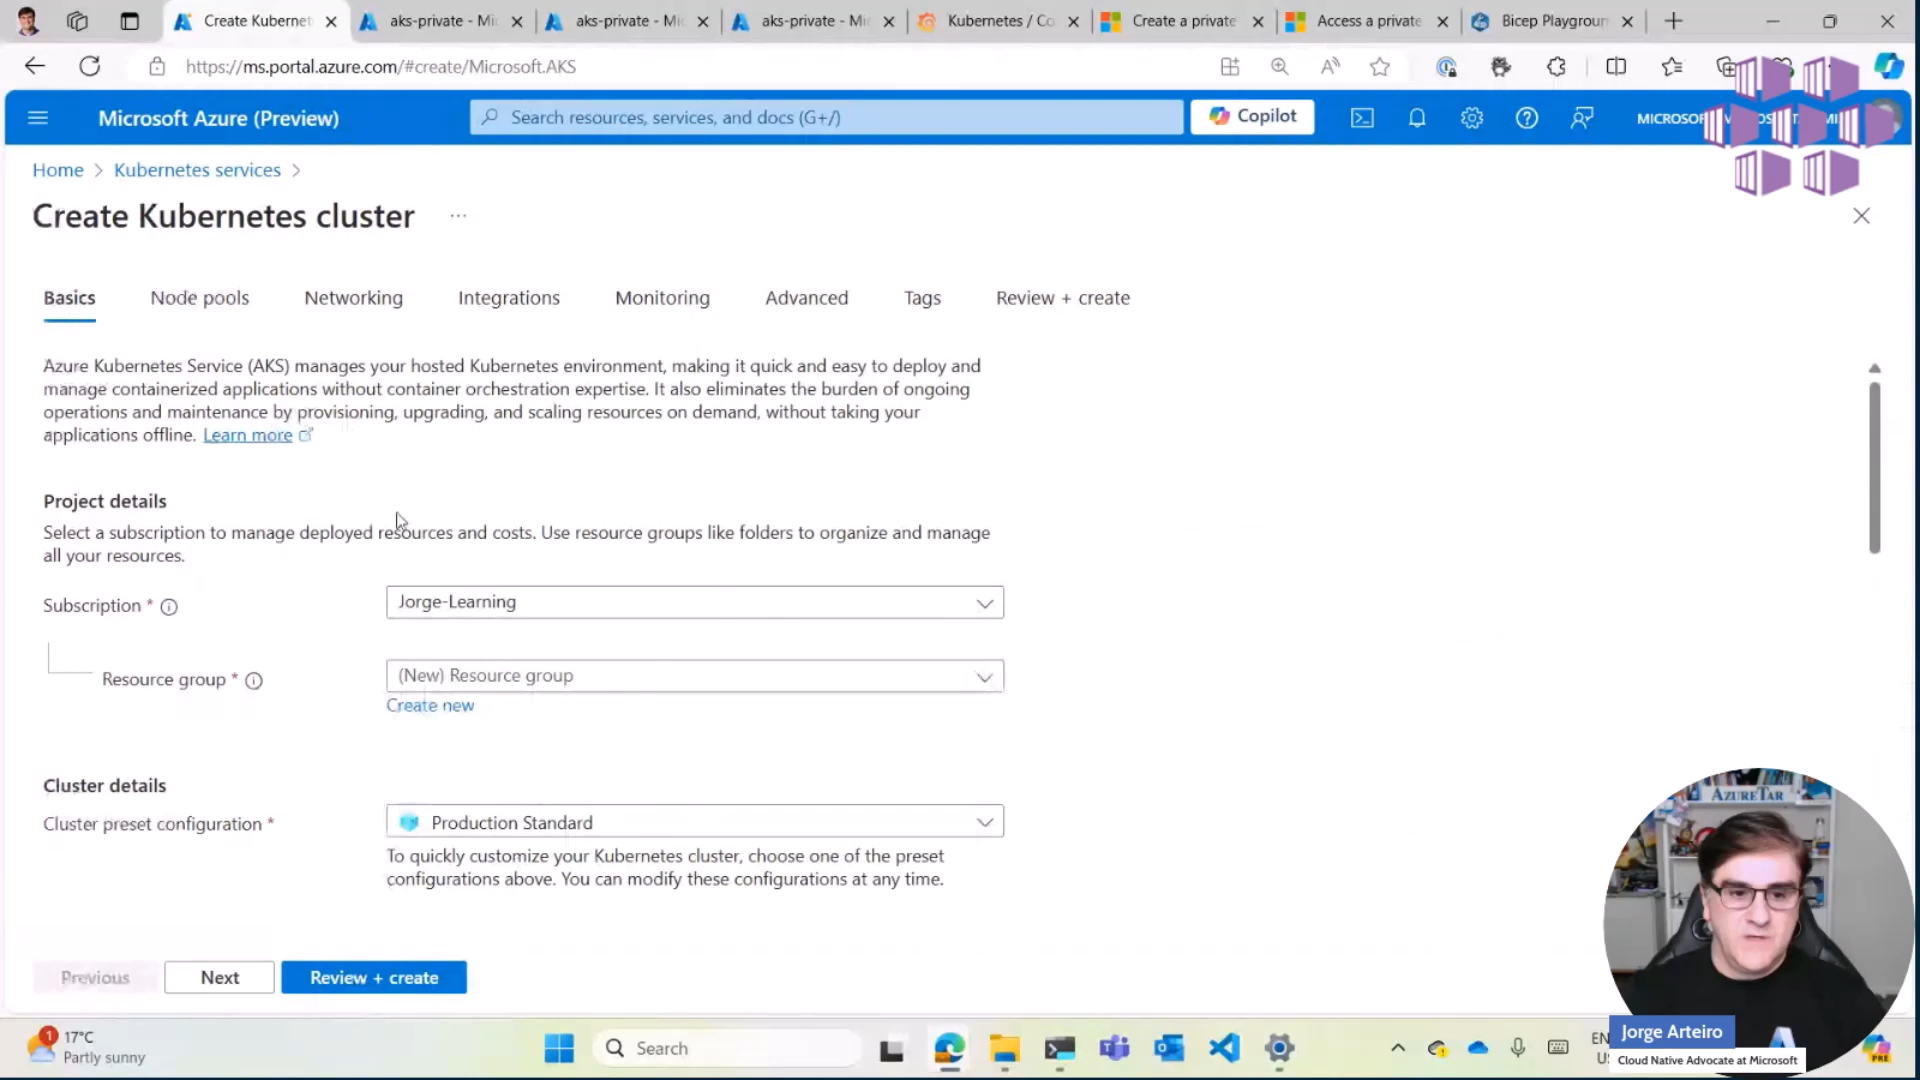 Create Kubernet
aks-private - Mi
aks-private - Mi
aks-private - Mi
Kubernetes / Co
Create a private
Access a private
Bicep Playgroun
https://ms.portal.azure.com/#create/Microsoft.AKS
Microsoft Azure (Preview)
Search resources, services, and docs (G+/)
Copilot
Home > Kubernetes services >
Create Kubernetes cluster ...
Basics
Node pools
Networking
Integrations
Monitoring
Advanced
Tags
Review + create
Azure Kubernetes Service (AKS) manages your hosted Kubernetes environment, making it quick and easy to deploy and
manage containerized applications without container orchestration expertise. It also eliminates the burden of ongoing
operations and maintenance by provisioning, upgrading, and scaling resources on demand, without taking your
applications offline. Learn more
Project details
Select a subscription to manage deployed resources and costs. Use resource groups like folders to organize and manage
all your resources.
Subscription *
Jorge-Learning
Resource group *
(New) Resource group
Create new
Cluster details
Cluster preset configuration *
Production Standard
To quickly customize your Kubernetes cluster, choose one of the preset
configurations above. You can modify these configurations at any time.
Previous
Next
Review + create
AZURETAR
Jorge Arteiro
Cloud Native Advocate at Microsoft
1
17°C
Partly sunny
Search
PRE